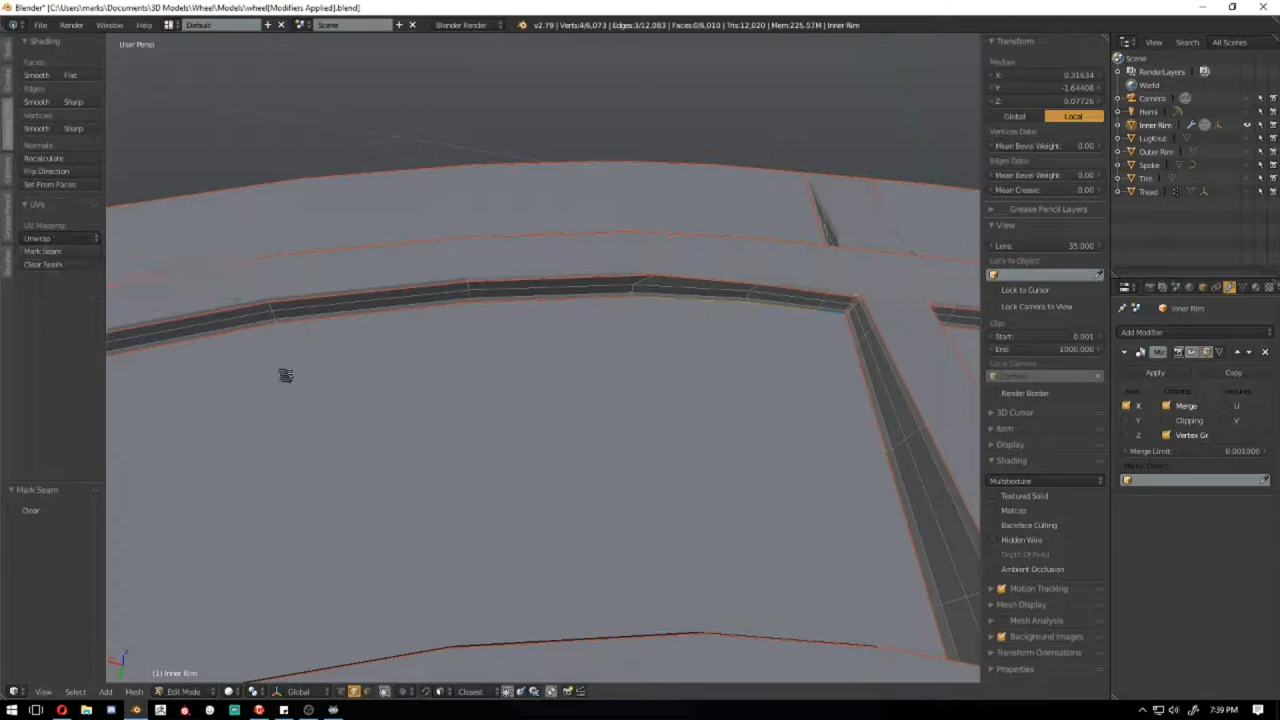 Blender* [C:\Users\marks\Documents\3D Models\Wheel\Models\wheel[Modifiers Applied].blend]
File Render Window Help Default Scene Blender Render v2.79 | Verts:4/6,073 | Edges:3/12,083 | Faces:0/6,010 | Tris:12,020 | Mem:225.57M | Inner Rim
Shading
Faces:
Smooth Flat
Edges:
Smooth Sharp
Vertices:
Smooth Sharp
Normals:
Recalculate
Flip Direction
Set From Faces
UVs
UV Mapping:
Unwrap
Mark Seam
Clear Seam
Mark Seam
Clear
User Persp
(1) Inner Rim
Transform
Median:
X: 0.31634
Y: -1.64408
Z: 0.07726
Global Local
Vertices Data:
Mean Bevel Weight: 0.00
Edges Data:
Mean Bevel Weight: 0.00
Mean Crease: 0.00
Grease Pencil Layers
View
Lens: 35.000
Lock to Object:
Lock to Cursor
Lock Camera to View
Clip:
Start: 0.001
End: 1000.000
Local Camera:
Render Border
3D Cursor
Item
Display
Shading
Multitexture
Textured Solid
Matcap
Backface Culling
Hidden Wire
Depth Of Field
Ambient Occlusion
Motion Tracking
Mesh Display
Mesh Analysis
Background Images
Transform Orientations
Properties
View Search All Scenes
Scene
RenderLayers
World
Camera
Hemi
Inner Rim
LugKnut
Outer Rim
Spoke
Tire
Tread
Inner Rim
Add Modifier
Mir
Apply Copy
X Merge U
Y Clipping V
Z Vertex Gr
Merge Limit: 0.001000
Mirror Object:
View Select Add Mesh Edit Mode Global Closest
7:39 PM